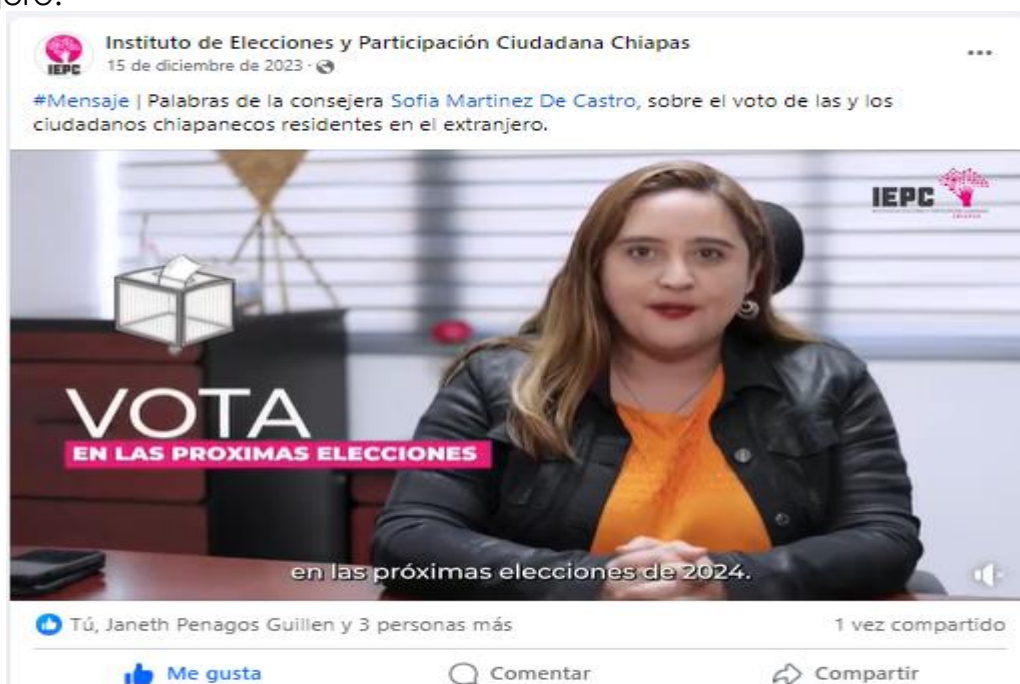 Instituto de Elecciones y Participación Ciudadana Chiapas
IEPC
15 de diciembre de 2023 ·
#Mensaje | Palabras de la consejera Sofia Martinez De Castro, sobre el voto de las y los
ciudadanos chiapanecos residentes en el extranjero.
IEPC
VOTA
EN LAS PROXIMAS ELECCIONES
en las próximas elecciones de 2024.
Tú, Janeth Penagos Guillen y 3 personas más
1 vez compartido
Me gusta
Comentar
Compartir